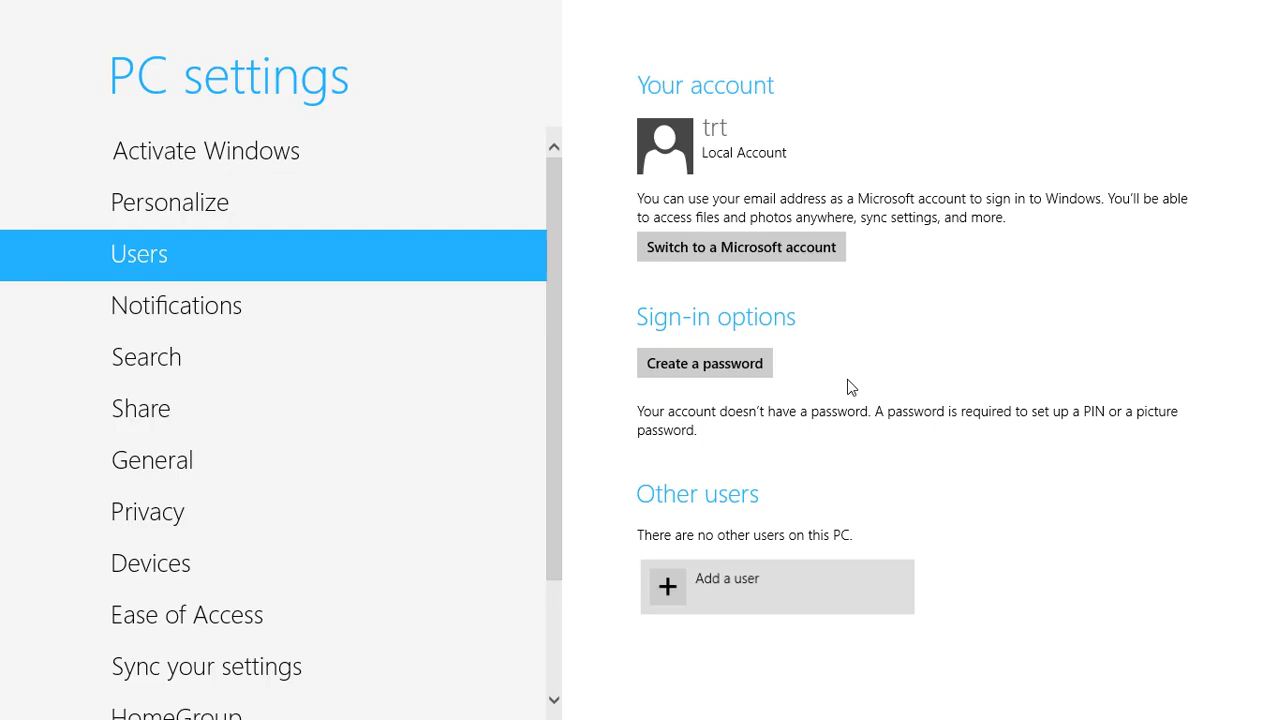 PC settings
Activate Windows
Personalize
Users
Notifications
Search
Share
General
Privacy
Devices
Ease of Access
Sync your settings
HomeGroup
Your account
trt
Local Account
You can use your email address as a Microsoft account to sign in to Windows. You'll be able
to access files and photos anywhere, sync settings, and more.
Switch to a Microsoft account
Sign-in options
Create a password
Your account doesn't have a password. A password is required to set up a PIN or a picture
password.
Other users
There are no other users on this PC.
+ Add a user